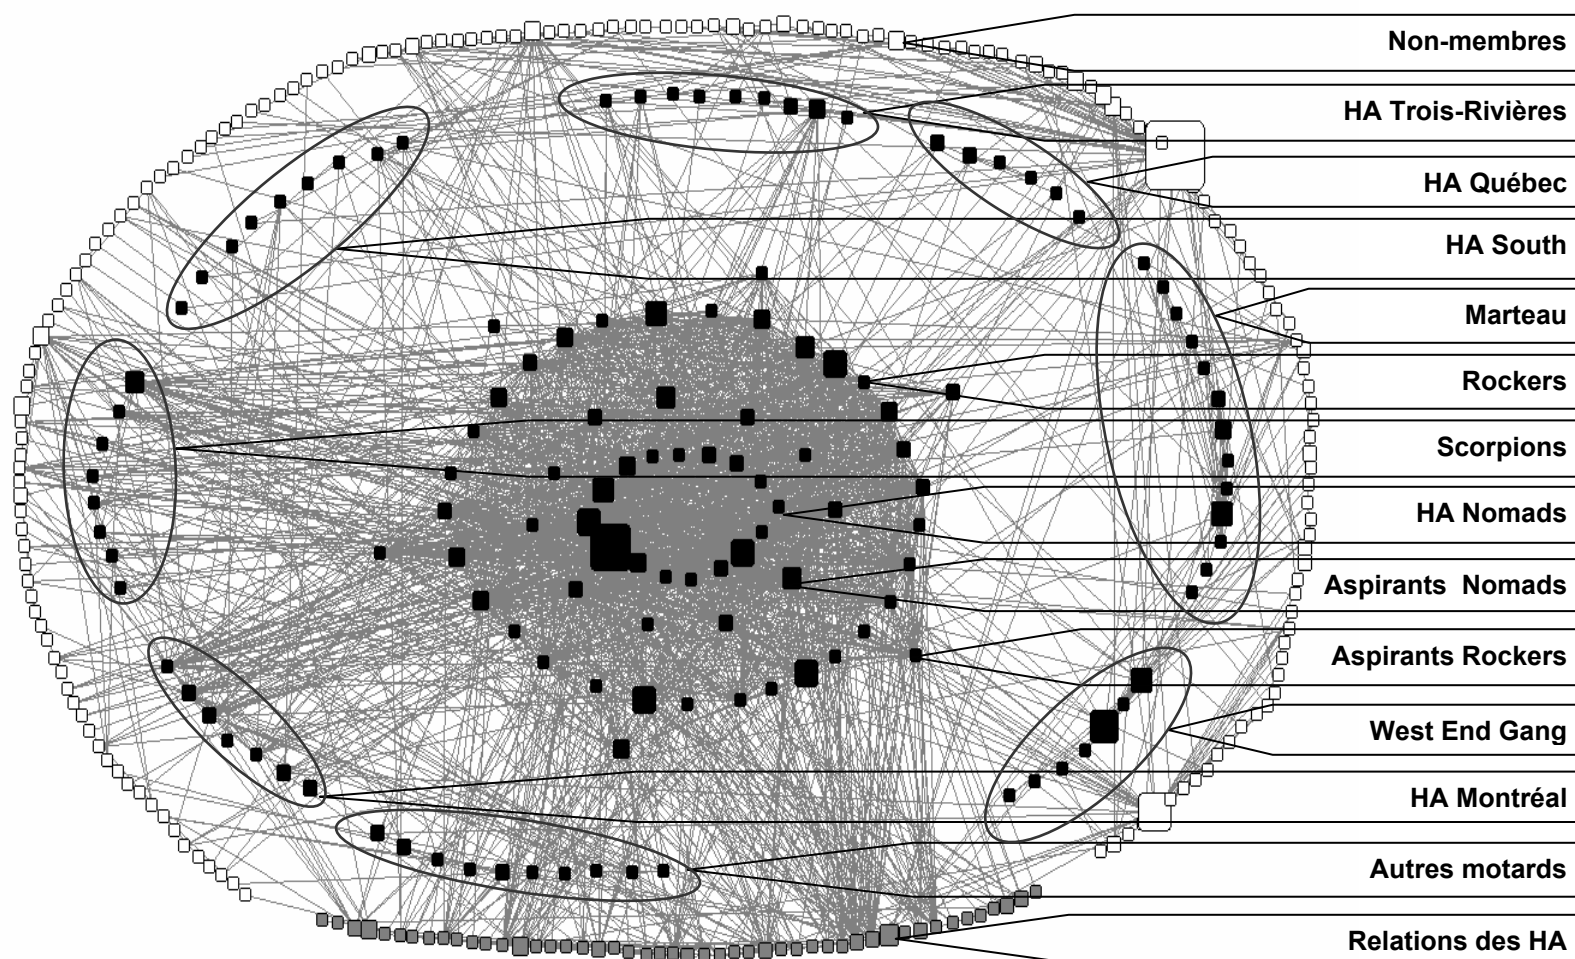 Non-membres
HA Trois-Rivières
HA Québec
HA South
Marteau
Rockers
Scorpions
HA Nomads
Aspirants  Nomads
Aspirants Rockers
West End Gang
HA Montréal
Autres motards
Relations des HA